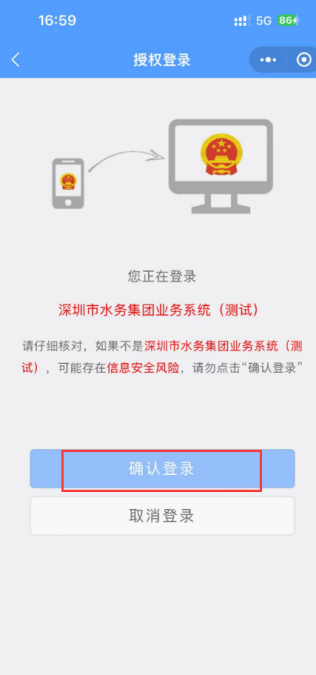 16:59 5G 86
授权登录
您正在登录
深圳市水务集团业务系统（测试）
请仔细核对，如果不是深圳市水务集团业务系统（测
试），可能存在信息安全风险，请勿点击“确认登录”
确认登录
取消登录